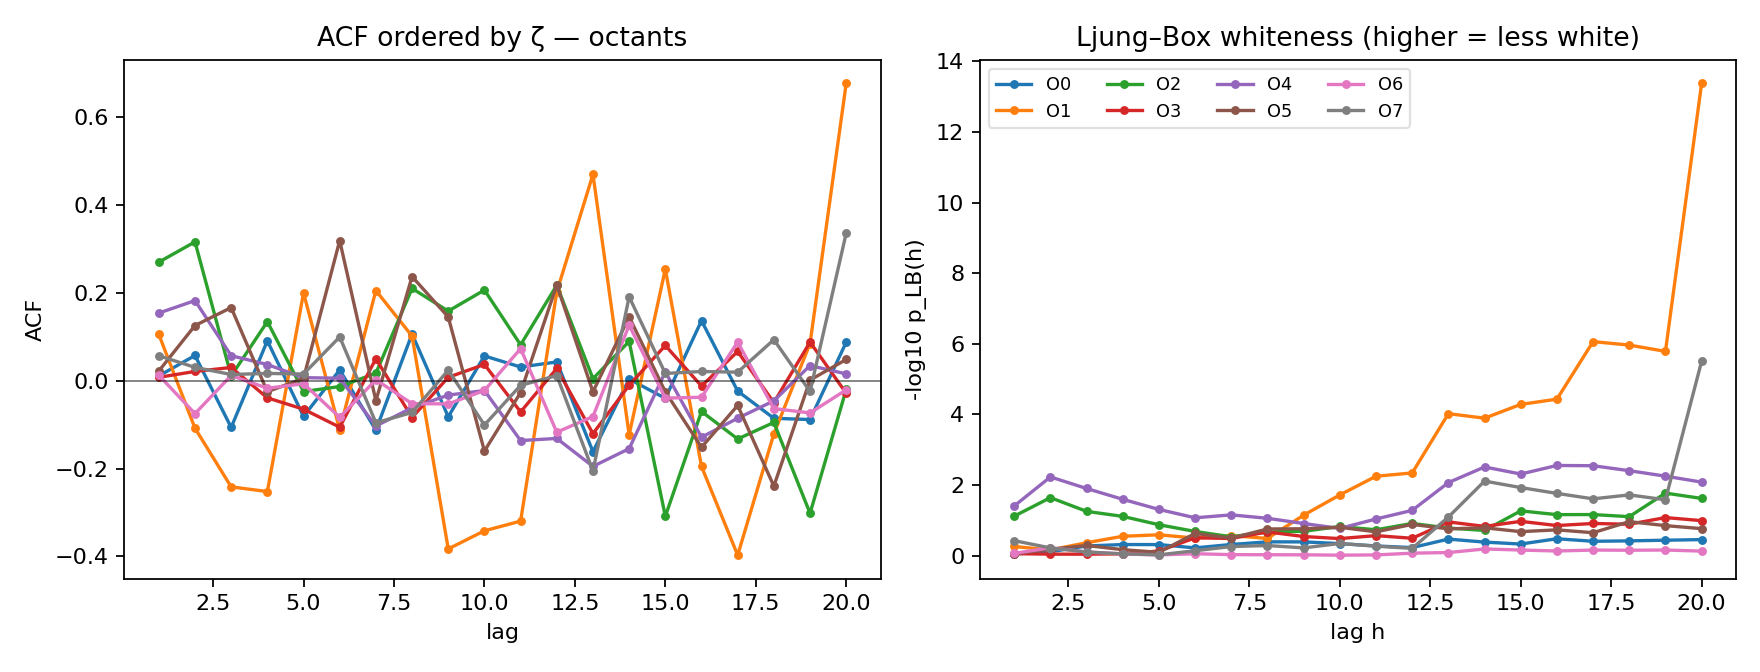 ACF ordered by ζ — octants
ACF
0.6
0.4
0.2
0.0
−0.2
−0.4
2.5 5.0 7.5 10.0 12.5 15.0 17.5 20.0
lag
Ljung–Box whiteness (higher = less white)
-log10 p_LB(h)
14
12
10
8
6
4
2
0
O0 O2 O4 O6
O1 O3 O5 O7
2.5 5.0 7.5 10.0 12.5 15.0 17.5 20.0
lag h